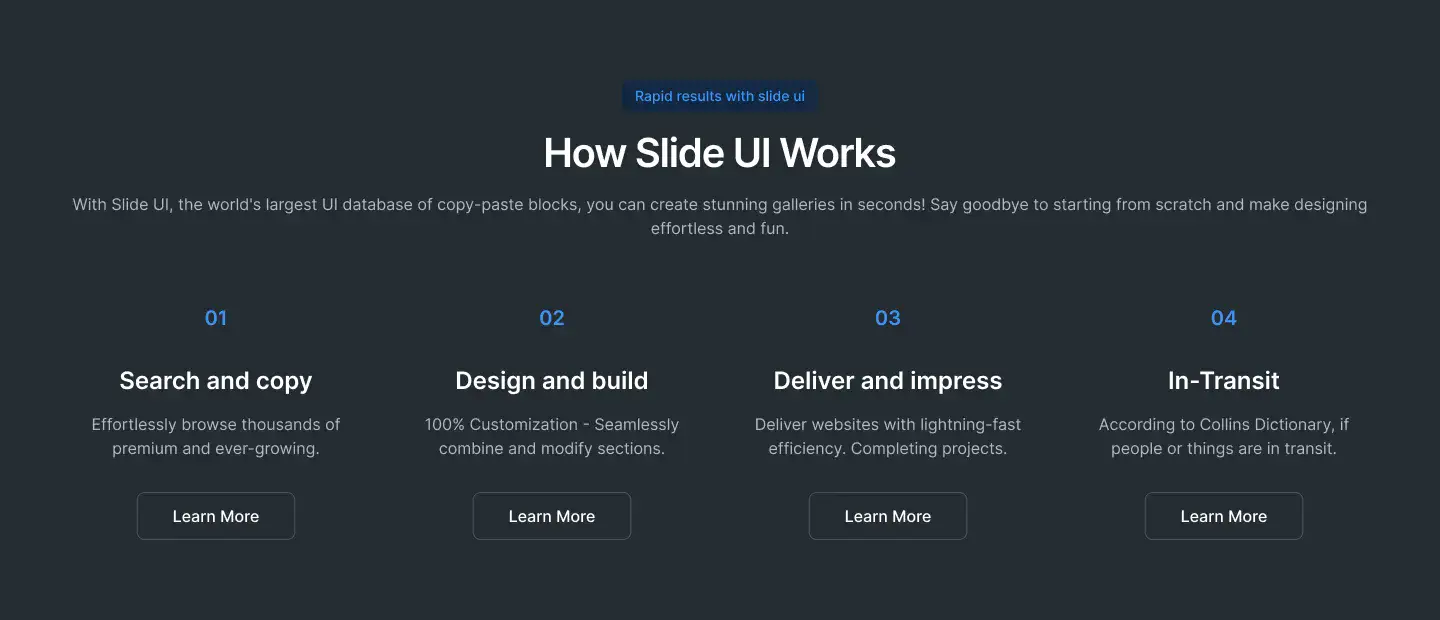 Rapid results with slide ui
How Slide UI Works
With Slide UI, the world's largest UI database of copy-paste blocks, you can create stunning galleries in seconds! Say goodbye to starting from scratch and make designing
effortless and fun.
01
Search and copy
Effortlessly browse thousands of
premium and ever-growing.
Learn More
02
Design and build
100% Customization - Seamlessly
combine and modify sections.
Learn More
03
Deliver and impress
Deliver websites with lightning-fast
efficiency. Completing projects.
Learn More
04
In-Transit
According to Collins Dictionary, if
people or things are in transit.
Learn More